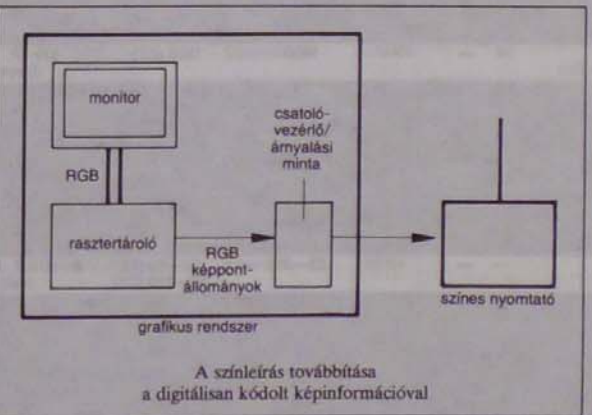 monitor
csatoló-
vezérlő/
árnyalási
minta
RGB
rasztertároló
RGB
képpont-
állományok
színes nyomtató
grafikus rendszer
A színleírás továbbítása
a digitálisan kódolt képinformációval